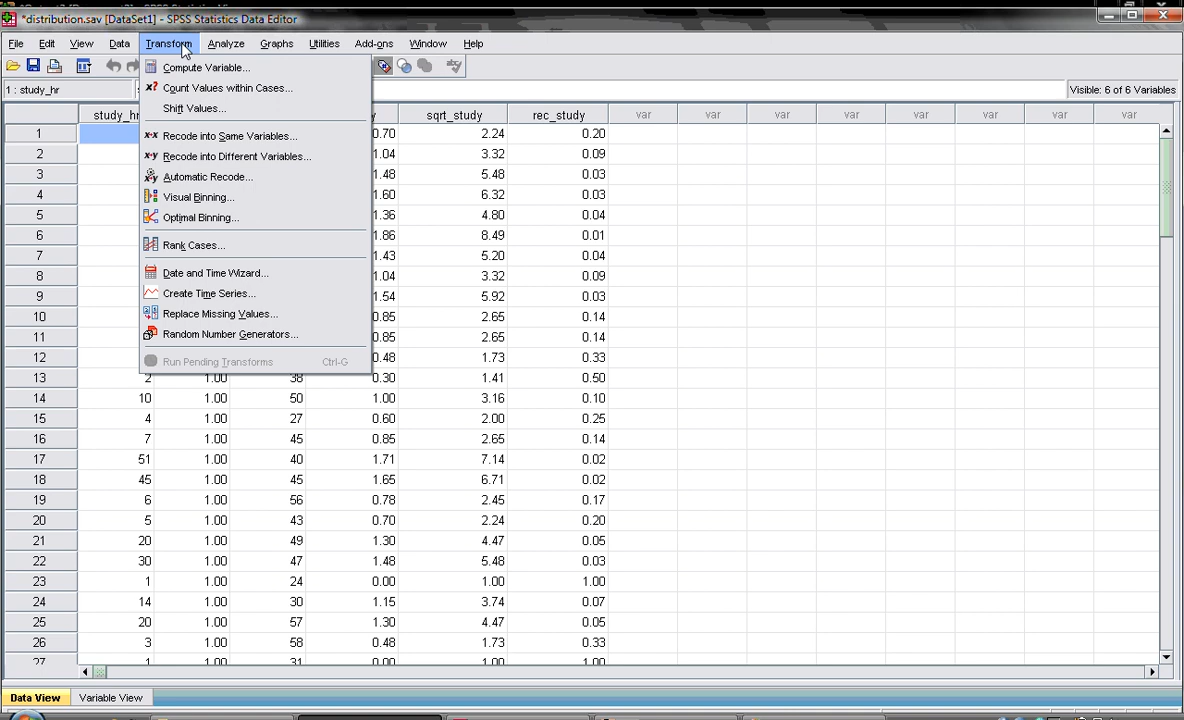 *distribution.sav [DataSet1] - SPSS Statistics Data Editor
File Edit View Data Transform Analyze Graphs Utilities Add-ons Window Help
1 : study_hr Visible: 6 of 6 Variables
Compute Variable...
Count Values within Cases...
Shift Values...
Recode into Same Variables...
Recode into Different Variables...
Automatic Recode...
Visual Binning...
Optimal Binning...
Rank Cases...
Date and Time Wizard...
Create Time Series...
Replace Missing Values...
Random Number Generators...
Run Pending Transforms Ctrl-G
study_hr y sqrt_study rec_study var var var var var var var var
1 0.70 2.24 0.20
2 1.04 3.32 0.09
3 1.48 5.48 0.03
4 1.60 6.32 0.03
5 1.36 4.80 0.04
6 1.86 8.49 0.01
7 1.43 5.20 0.04
8 1.04 3.32 0.09
9 1.54 5.92 0.03
10 0.85 2.65 0.14
11 0.85 2.65 0.14
12 0.48 1.73 0.33
13 2 1.00 38 0.30 1.41 0.50
14 10 1.00 50 1.00 3.16 0.10
15 4 1.00 27 0.60 2.00 0.25
16 7 1.00 45 0.85 2.65 0.14
17 51 1.00 40 1.71 7.14 0.02
18 45 1.00 45 1.65 6.71 0.02
19 6 1.00 56 0.78 2.45 0.17
20 5 1.00 43 0.70 2.24 0.20
21 20 1.00 49 1.30 4.47 0.05
22 30 1.00 47 1.48 5.48 0.03
23 1 1.00 24 0.00 1.00 1.00
24 14 1.00 30 1.15 3.74 0.07
25 20 1.00 57 1.30 4.47 0.05
26 3 1.00 58 0.48 1.73 0.33
27 1 1.00 31 0.00 1.00 1.00
Data View Variable View